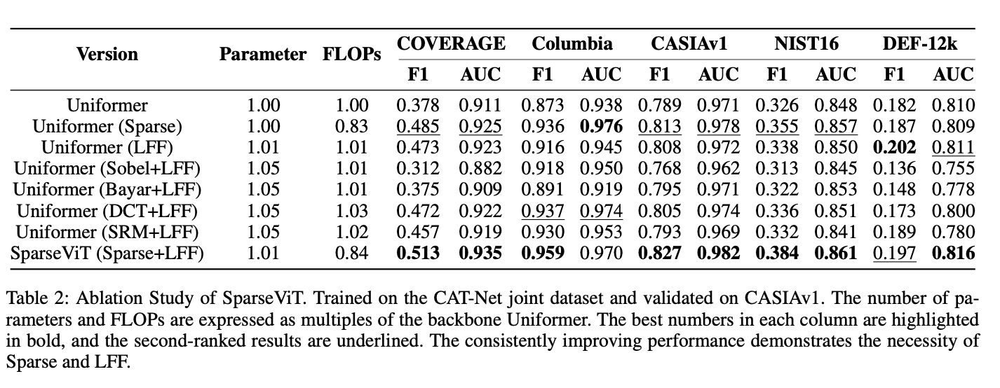 Version Parameter FLOPs COVERAGE Columbia CASIAv1 NIST16 DEF-12k
F1 AUC F1 AUC F1 AUC F1 AUC F1 AUC
Uniformer 1.00 1.00 0.378 0.911 0.873 0.938 0.789 0.971 0.326 0.848 0.182 0.810
Uniformer (Sparse) 1.00 0.83 0.485 0.925 0.936 0.976 0.813 0.978 0.355 0.857 0.187 0.809
Uniformer (LFF) 1.01 1.01 0.473 0.923 0.916 0.945 0.808 0.972 0.338 0.850 0.202 0.811
Uniformer (Sobel+LFF) 1.05 1.01 0.312 0.882 0.918 0.950 0.768 0.962 0.313 0.845 0.136 0.755
Uniformer (Bayar+LFF) 1.05 1.01 0.375 0.909 0.891 0.919 0.795 0.971 0.322 0.853 0.148 0.778
Uniformer (DCT+LFF) 1.05 1.03 0.472 0.922 0.937 0.974 0.805 0.974 0.336 0.851 0.173 0.800
Uniformer (SRM+LFF) 1.05 1.02 0.457 0.919 0.930 0.953 0.793 0.969 0.332 0.841 0.189 0.780
SparseViT (Sparse+LFF) 1.01 0.84 0.513 0.935 0.959 0.970 0.827 0.982 0.384 0.861 0.197 0.816
Table 2: Ablation Study of SparseViT. Trained on the CAT-Net joint dataset and validated on CASIAv1. The number of pa-
rameters and FLOPs are expressed as multiples of the backbone Uniformer. The best numbers in each column are highlighted
in bold, and the second-ranked results are underlined. The consistently improving performance demonstrates the necessity of
Sparse and LFF.